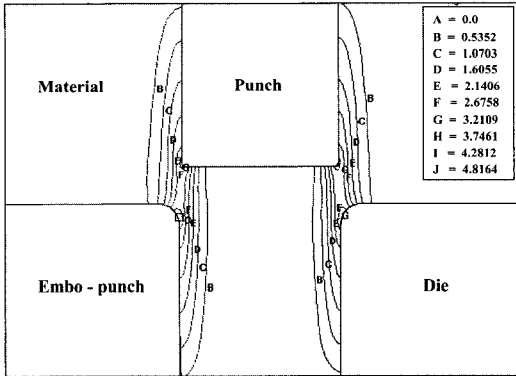 Material
Punch
A = 0.0
B = 0.5352
C = 1.0703
D = 1.6055
E = 2.1406
F = 2.6758
G = 3.2109
H = 3.7461
I = 4.2812
J = 4.8164
B
C
D
B
C
D
E
F
G
F
E
D
C
B
F
E
D
C
B
G
Embo - punch
Die